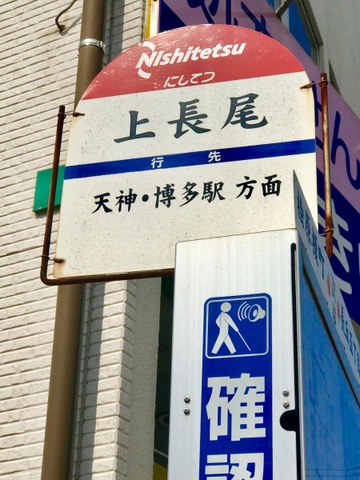 Nishitetsu
にしてつ
上長尾
行先
天神・博多駅 方面
確認